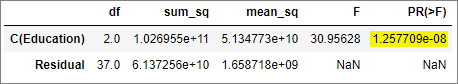 df sum_sq mean_sq F PR(>F)
C(Education) 2.0 1.026955e+11 5.134773e+10 30.95628 1.257709e-08
Residual 37.0 6.137256e+10 1.658718e+09 NaN NaN